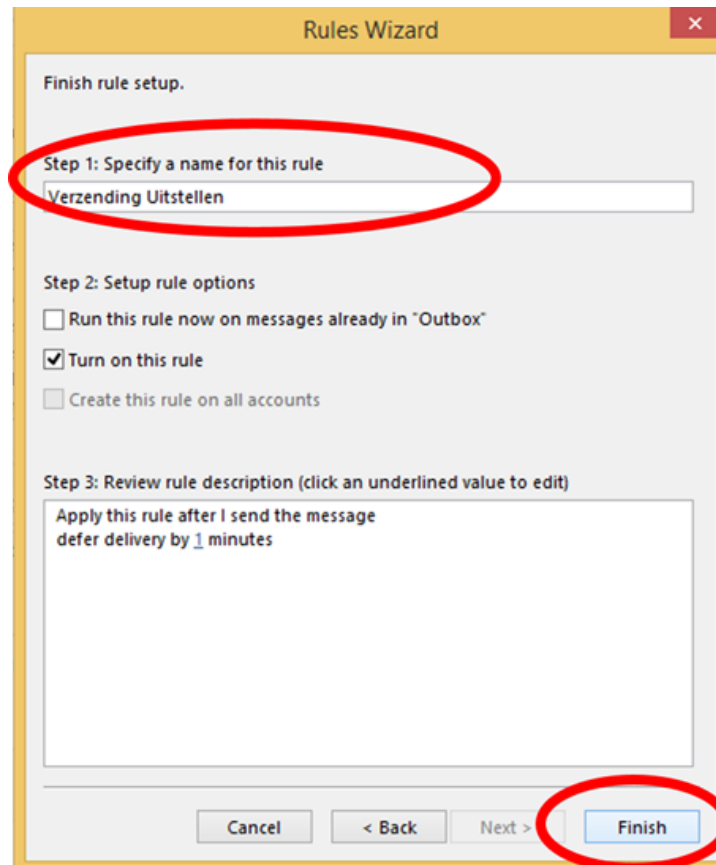 Rules Wizard
Finish rule setup.
Step 1: Specify a name for this rule
Verzending Uitstellen
Step 2: Setup rule options
Run this rule now on messages already in "Outbox"
Turn on this rule
Create this rule on all accounts
Step 3: Review rule description (click an underlined value to edit)
Apply this rule after I send the message
defer delivery by 1 minutes
Cancel < Back Next > Finish